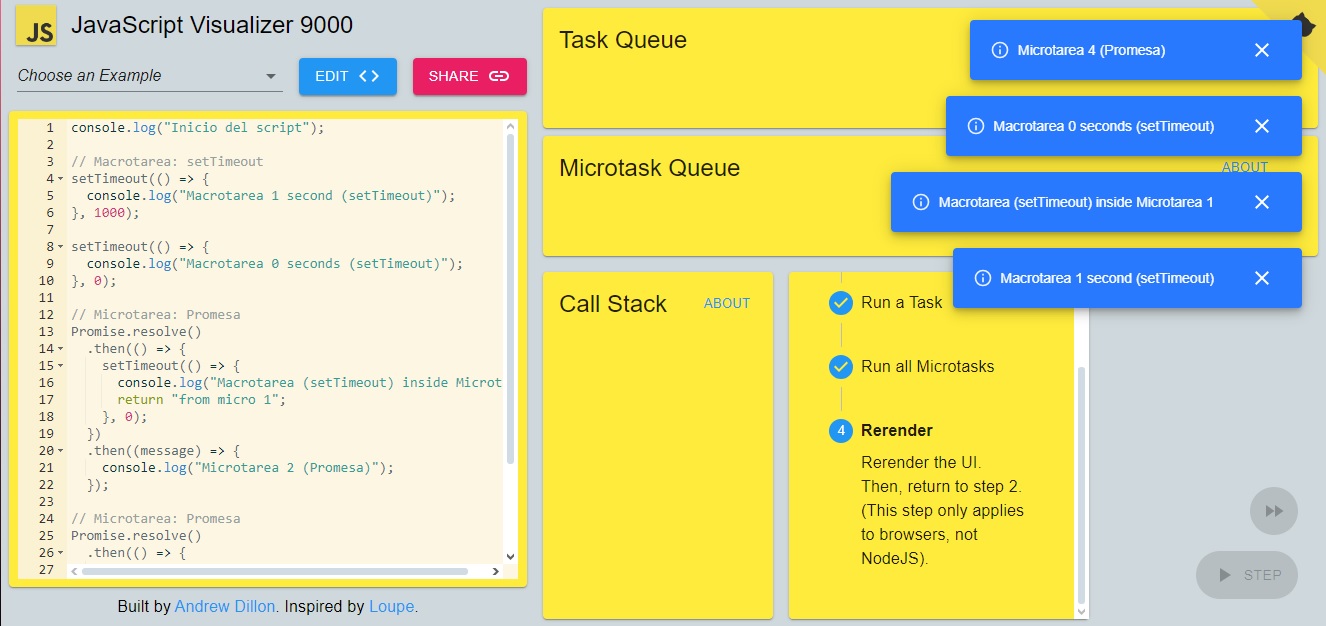 JS
JavaScript Visualizer 9000
Choose an Example
EDIT
SHARE
1 console.log("Inicio del script");
2
3 // Macrotarea: setTimeout
4 setTimeout(() => {
5 console.log("Macrotarea 1 second (setTimeout)");
6 }, 1000);
7
8 setTimeout(() => {
9 console.log("Macrotarea 0 seconds (setTimeout)");
10 }, 0);
11
12 // Microtarea: Promesa
13 Promise.resolve()
14 .then(() => {
15 setTimeout(() => {
16 console.log("Macrotarea (setTimeout) inside Microt
17 return "from micro 1";
18 }, 0);
19 })
20 .then((message) => {
21 console.log("Microtarea 2 (Promesa)");
22 });
23
24 // Microtarea: Promesa
25 Promise.resolve()
26 .then(() => {
27
Built by Andrew Dillon. Inspired by Loupe.
Task Queue
Microtask Queue
ABOUT
Call Stack
ABOUT
Run a Task
Run all Microtasks
4 Rerender
Rerender the UI.
Then, return to step 2.
(This step only applies
to browsers, not
NodeJS).
Microtarea 4 (Promesa)
Macrotarea 0 seconds (setTimeout)
Macrotarea (setTimeout) inside Microtarea 1
Macrotarea 1 second (setTimeout)
STEP